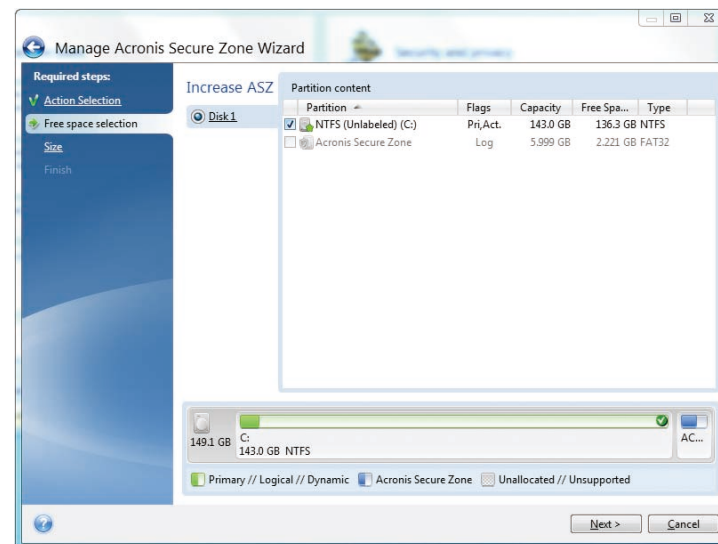 Manage Acronis Secure Zone Wizard
Security and privacy
Required steps:
Action Selection
Free space selection
Size
Finish
Increase ASZ
Disk 1
Partition content
Partition Flags Capacity Free Spa... Type
NTFS (Unlabeled) (C:) Pri,Act. 143.0 GB 136.3 GB NTFS
Acronis Secure Zone Log 5.999 GB 2.221 GB FAT32
149.1 GB
C:
143.0 GB NTFS
AC...
Primary // Logical // Dynamic Acronis Secure Zone Unallocated // Unsupported
Next > Cancel